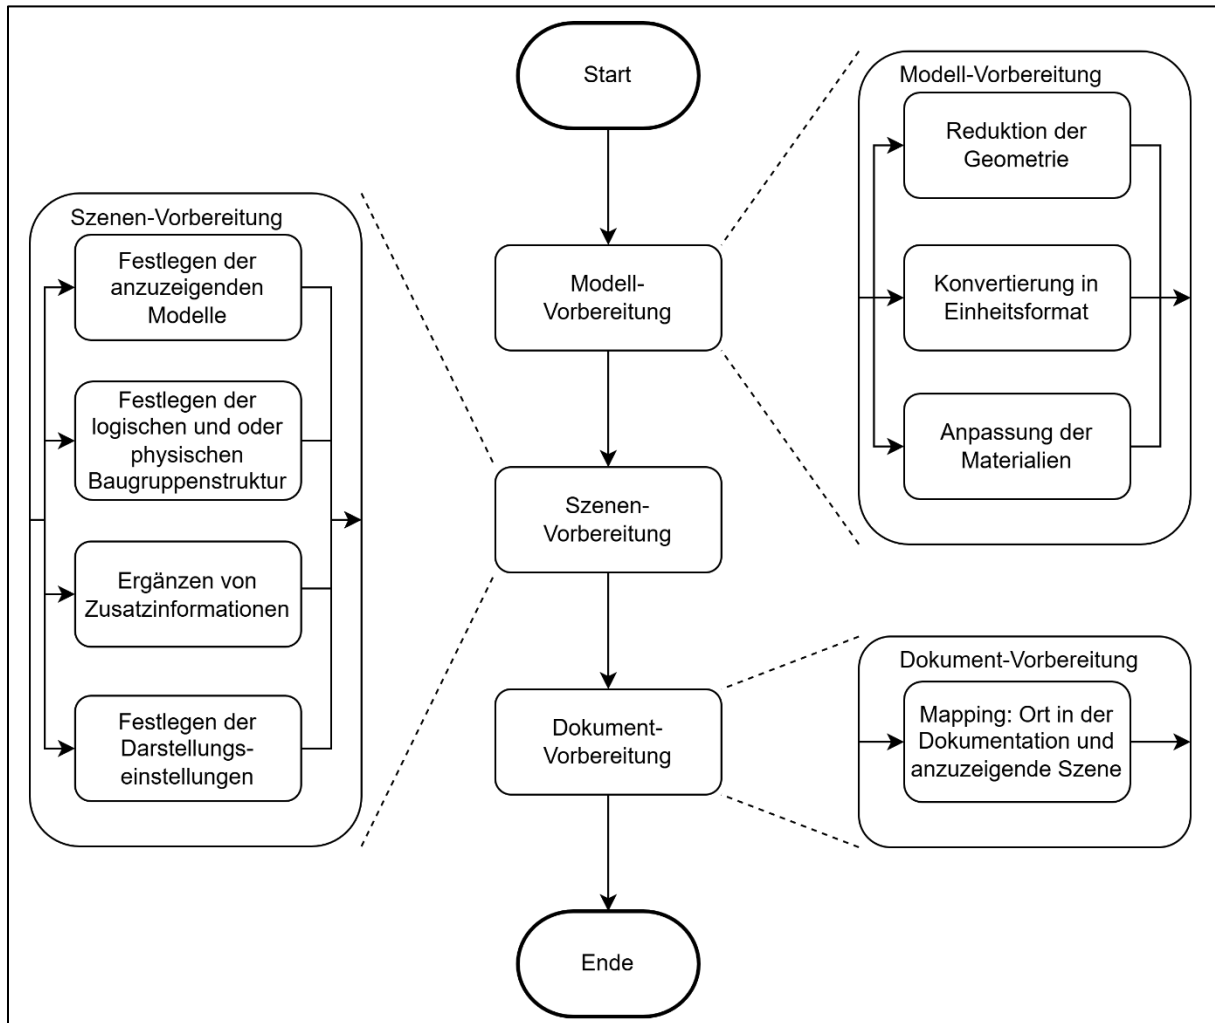 Start
Modell-
Vorbereitung
Szenen-
Vorbereitung
Dokument-
Vorbereitung
Ende
Modell-Vorbereitung
Reduktion der
Geometrie
Konvertierung in
Einheitsformat
Anpassung der
Materialien
Szenen-Vorbereitung
Festlegen der
anzuzeigenden
Modelle
Festlegen der
logischen und oder
physischen
Baugruppenstruktur
Ergänzen von
Zusatzinformationen
Festlegen der
Darstellungs-
einstellungen
Dokument-Vorbereitung
Mapping: Ort in der
Dokumentation und
anzuzeigende Szene